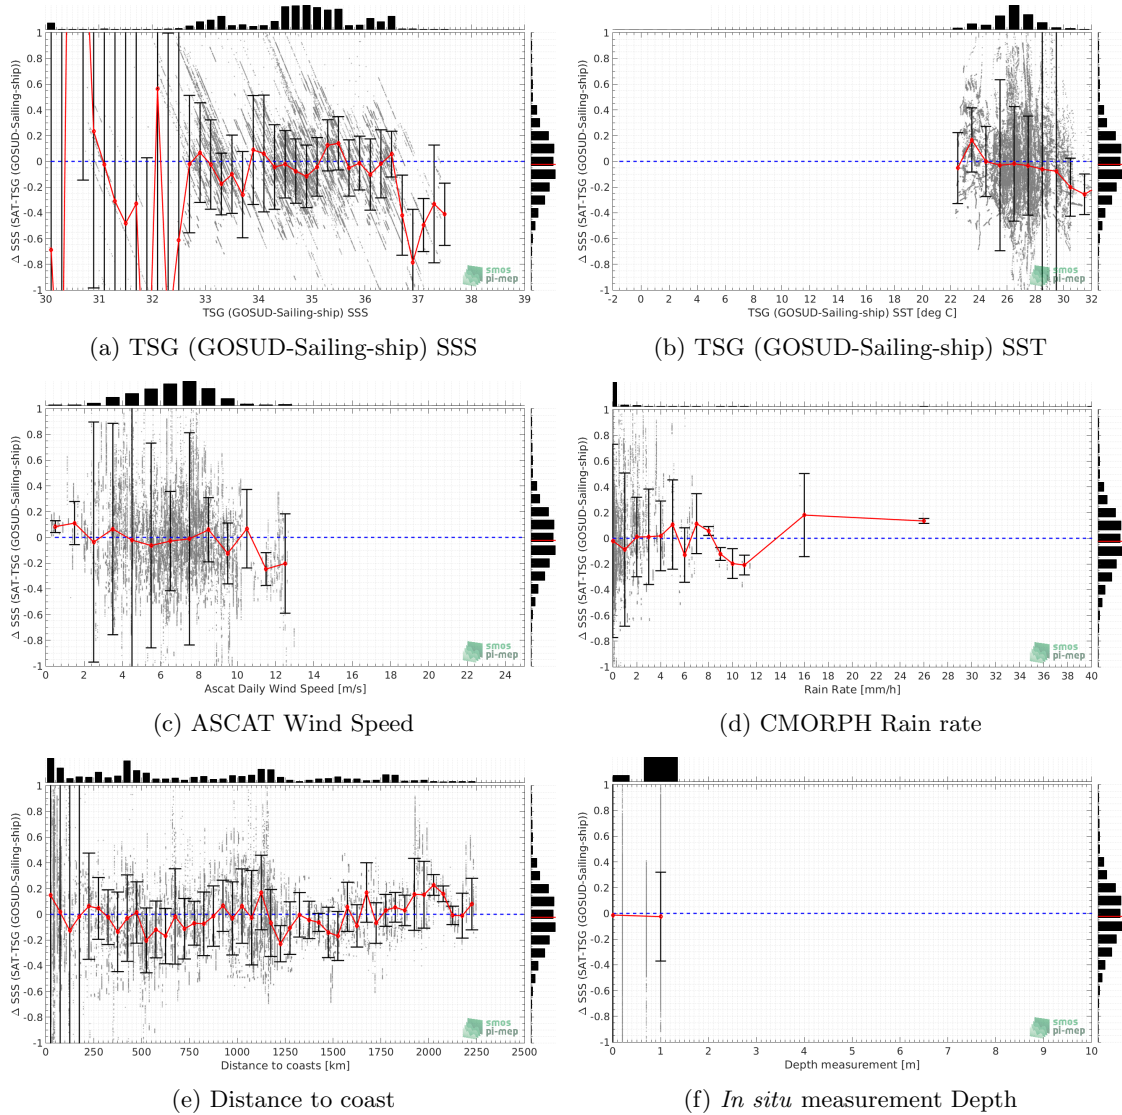 Δ SSS (SAT-TSG (GOSUD-Sailing-ship))
1
0.8
0.6
0.4
0.2
0
-0.2
-0.4
-0.6
-0.8
-1
30 31 32 33 34 35 36 37 38 39
TSG (GOSUD-Sailing-ship) SSS
smos
pi-mep
(a) TSG (GOSUD-Sailing-ship) SSS
Δ SSS (SAT-TSG (GOSUD-Sailing-ship))
1
0.8
0.6
0.4
0.2
0
-0.2
-0.4
-0.6
-0.8
-1
-2 0 2 4 6 8 10 12 14 16 18 20 22 24 26 28 30 32
TSG (GOSUD-Sailing-ship) SST [deg C]
smos
pi-mep
(b) TSG (GOSUD-Sailing-ship) SST
Δ SSS (SAT-TSG (GOSUD-Sailing-ship))
1
0.8
0.6
0.4
0.2
0
-0.2
-0.4
-0.6
-0.8
-1
0 2 4 6 8 10 12 14 16 18 20 22 24
Ascat Daily Wind Speed [m/s]
smos
pi-mep
(c) ASCAT Wind Speed
Δ SSS (SAT-TSG (GOSUD-Sailing-ship))
1
0.8
0.6
0.4
0.2
0
-0.2
-0.4
-0.6
-0.8
-1
0 2 4 6 8 10 12 14 16 18 20 22 24 26 28 30 32 34 36 38 40
Rain Rate [mm/h]
smos
pi-mep
(d) CMORPH Rain rate
Δ SSS (SAT-TSG (GOSUD-Sailing-ship))
1
0.8
0.6
0.4
0.2
0
-0.2
-0.4
-0.6
-0.8
-1
0 250 500 750 1000 1250 1500 1750 2000 2250 2500
Distance to coasts [km]
smos
pi-mep
(e) Distance to coast
Δ SSS (SAT-TSG (GOSUD-Sailing-ship))
1
0.8
0.6
0.4
0.2
0
-0.2
-0.4
-0.6
-0.8
-1
0 1 2 3 4 5 6 7 8 9 10
Depth measurement [m]
smos
pi-mep
(f) In situ measurement Depth